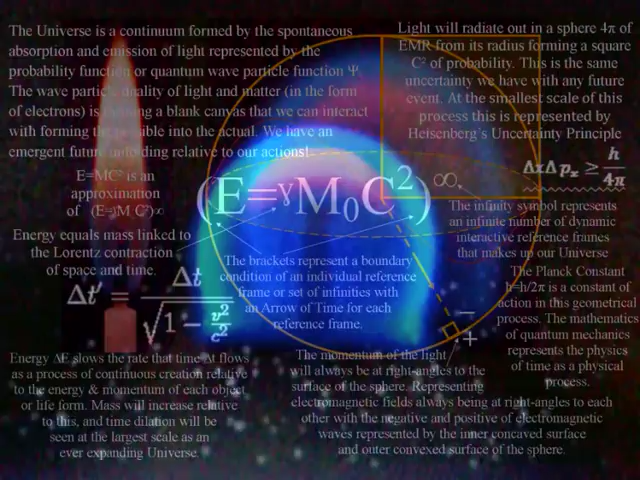 The Universe is a continuum formed by the spontaneous
absorption and emission of light represented by the
probability function or quantum wave particle function Ψ.
The wave particle duality of light and matter (in the form
of electrons) is forming a blank canvas that we can interact
with forming the possible into the actual. We have an
emergent future unfolding relative to our actions!
Light will radiate out in a sphere 4π of
EMR from its radius forming a square
C² of probability. This is the same
uncertainty we have with any future
event. At the smallest scale of this
process this is represented by
Heisenberg's Uncertainty Principle
ΔxΔpₓ ≥ h/4π
E=MC² is an
approximation
of (E=M C²)∞
(E=γM₀C²)∞
The infinity symbol represents
an infinite number of dynamic
interactive reference frames
that makes up our Universe
Energy equals mass linked to
the Lorentz contraction
of space and time.
Δt' = Δt/√1 - v²/c²
The brackets represent a boundary
condition of an individual reference
frame or set of infinities with
an Arrow of Time for each
reference frame.
The Planck Constant
h=h/2π is a constant of
action in this geometrical
process. The mathematics
of quantum mechanics
represents the physics
of time as a physical
process.
−
+
Energy ΔE slows the rate that time Δt flows
as a process of continuous creation relative
to the energy & momentum of each object
or life form. Mass will increase relative
to this, and time dilation will be
seen at the largest scale as an
ever expanding Universe.
The momentum of the light
will always be at right-angles to the
surface of the sphere. Representing
electromagnetic fields always being at right-angles to each
other with the negative and positive of electromagnetic
waves represented by the inner concaved surface
and outer convexed surface of the sphere.